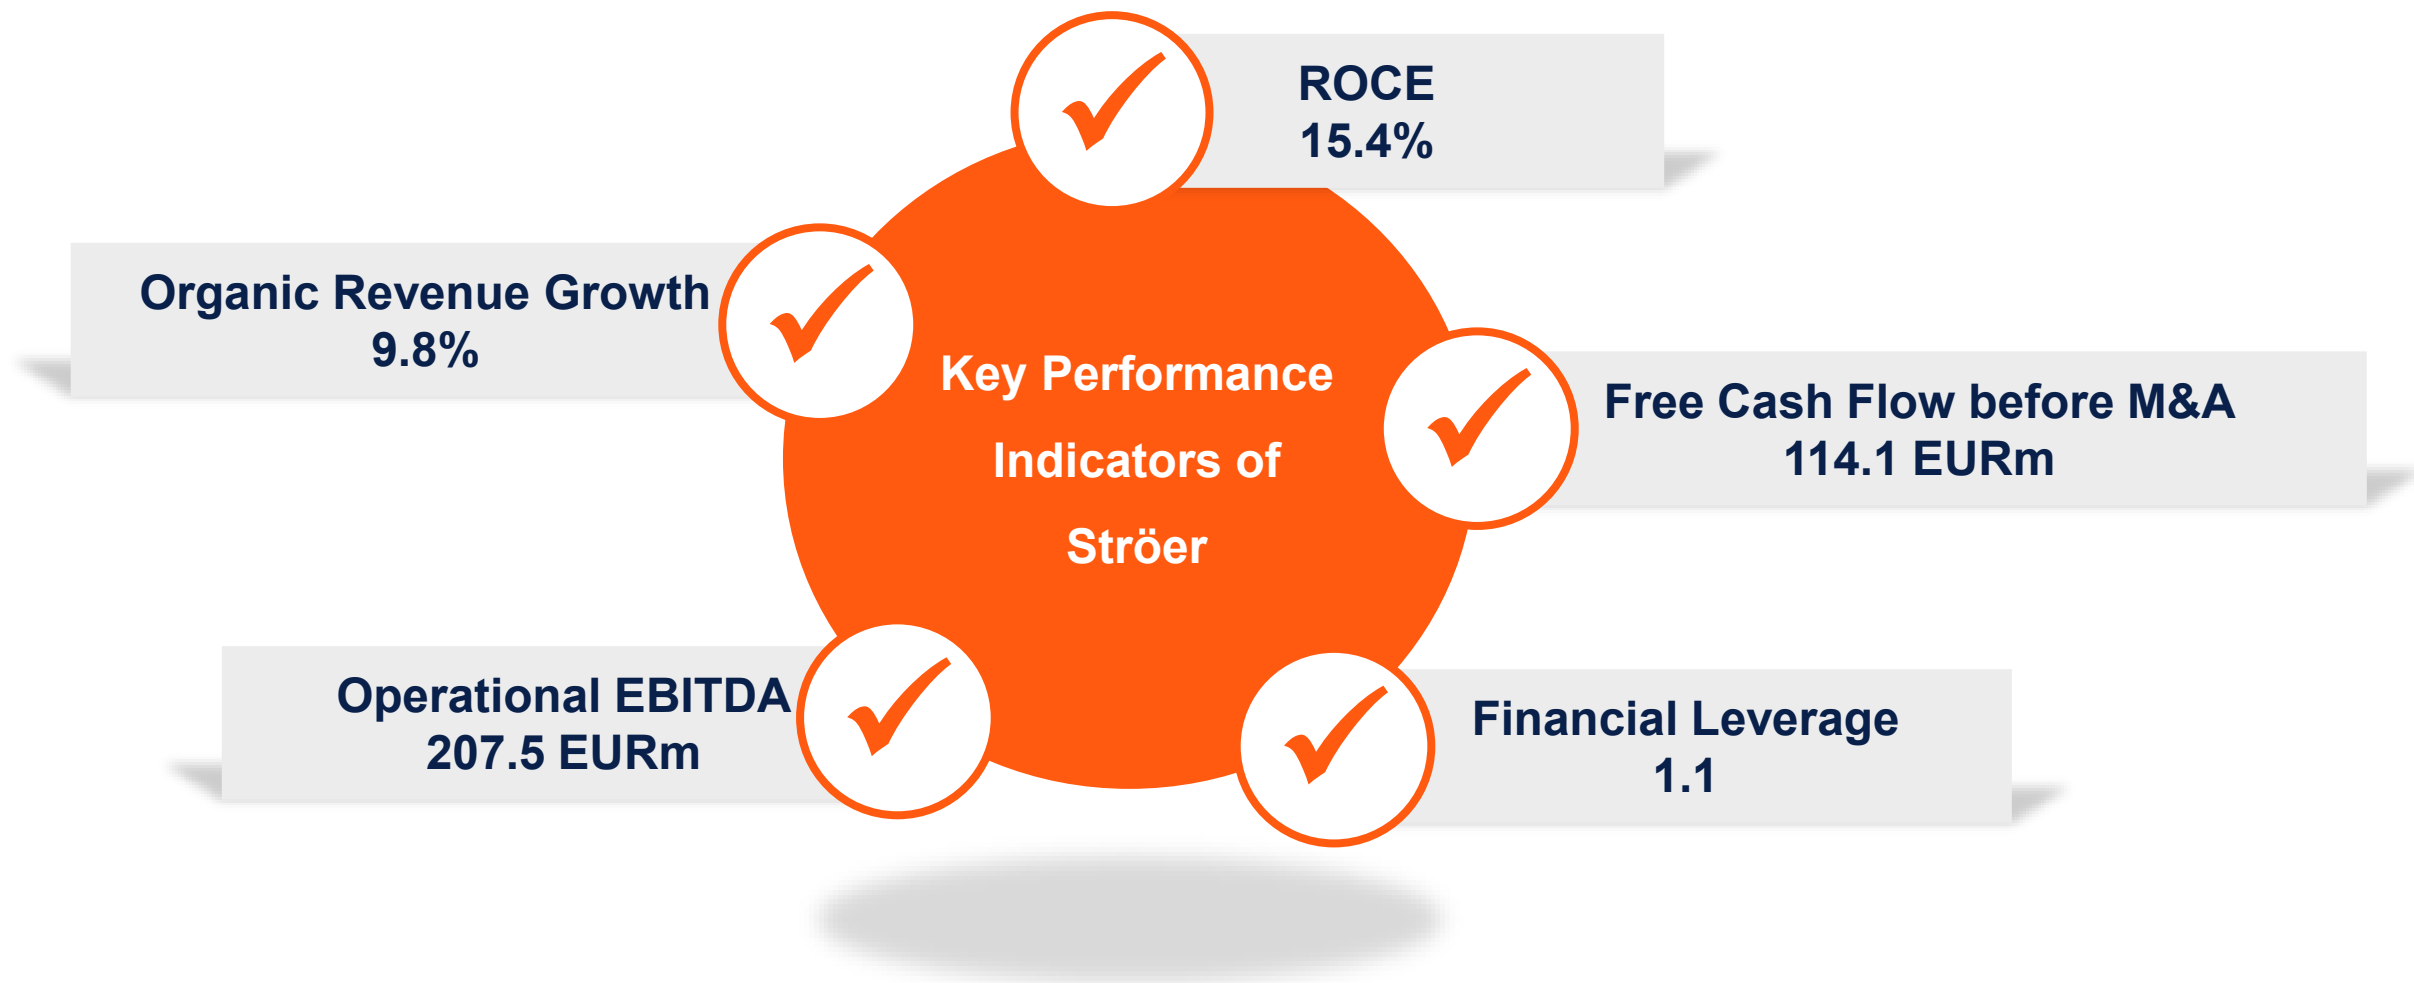 ROCE
15.4%
Organic Revenue Growth
9.8%
Key Performance
Indicators of
Ströer
Free Cash Flow before M&A
114.1 EURm
Operational EBITDA
207.5 EURm
Financial Leverage
1.1